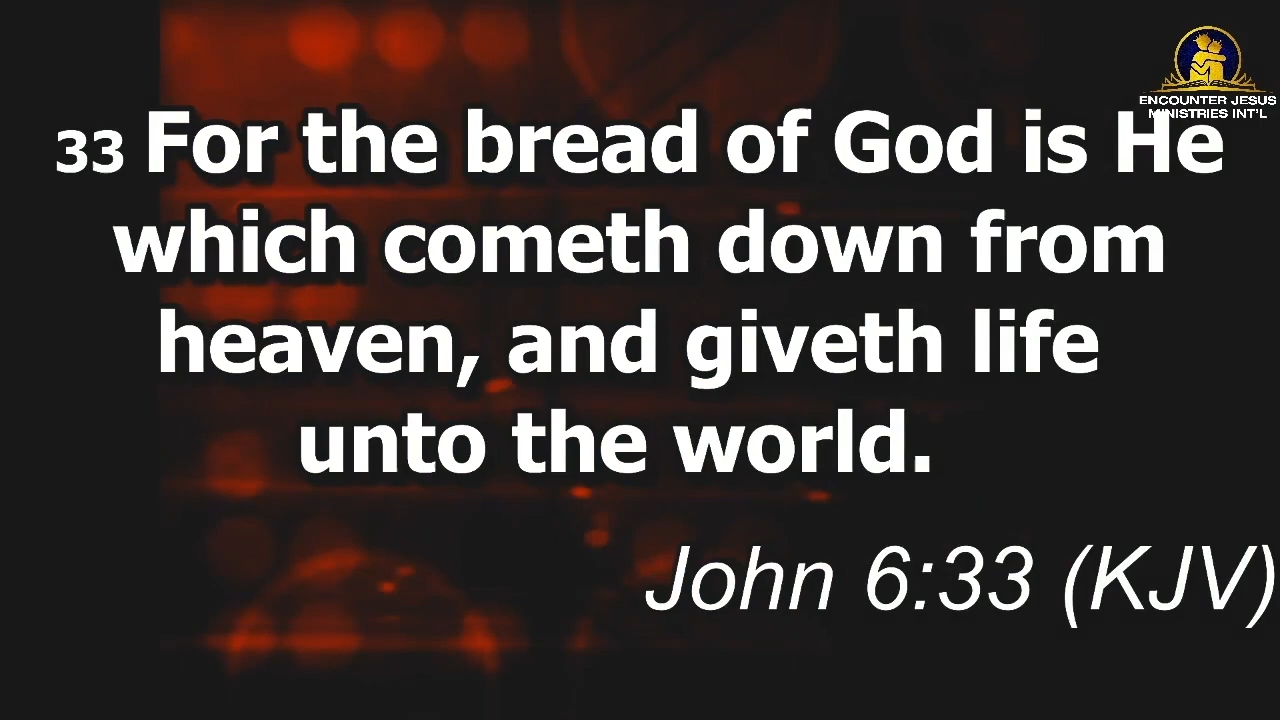 ENCOUNTER JESUS
MINISTRIES INT'L
33 For the bread of God is He
which cometh down from
heaven, and giveth life
unto the world.
John 6:33 (KJV)